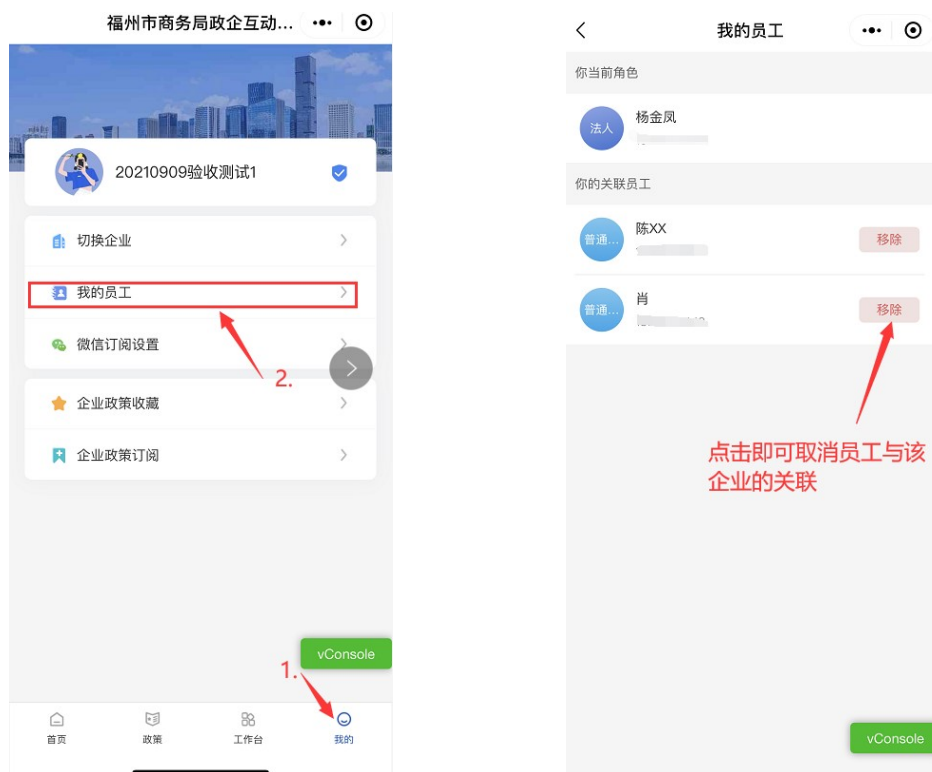 福州市商务局政企互动...
20210909验收测试1
切换企业
我的员工
微信订阅设置
2.
企业政策收藏
企业政策订阅
vConsole
1.
首页
政策
工作台
我的
我的员工
你当前角色
法人
杨金凤
你的关联员工
普通...
陈XX
移除
普通...
肖
移除
点击即可取消员工与该
企业的关联
vConsole